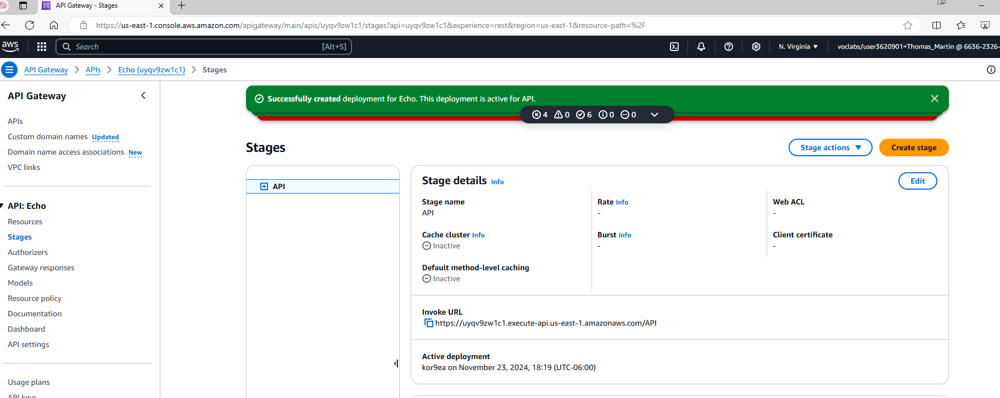 API Gateway - Stages
https://us-east-1.console.aws.amazon.com/apigateway/main/apis/uyqv9zw1c1/stages?api=uyqv9zw1c1&experience=rest&region=us-east-1&resource-path=%2F
aws
Search [Alt+S]
N. Virginia
voclabs/user3620901=Thomas_Martin @ 6636-2326-
API Gateway
APIs
Echo (uyqv9zw1c1)
Stages
API Gateway
APIs
Custom domain names Updated
Domain name access associations New
VPC links
API: Echo
Resources
Stages
Authorizers
Gateway responses
Models
Resource policy
Documentation
Dashboard
API settings
Usage plans
API keys
Successfully created deployment for Echo. This deployment is active for API.
4 0 6 0 0
Stages
Stage actions
Create stage
API
Stage details Info
Edit
Stage name
API
Rate Info
-
Web ACL
-
Cache cluster Info
Inactive
Burst Info
-
Client certificate
-
Default method-level caching
Inactive
Invoke URL
https://uyqv9zw1c1.execute-api.us-east-1.amazonaws.com/API
Active deployment
kor9ea on November 23, 2024, 18:19 (UTC-06:00)